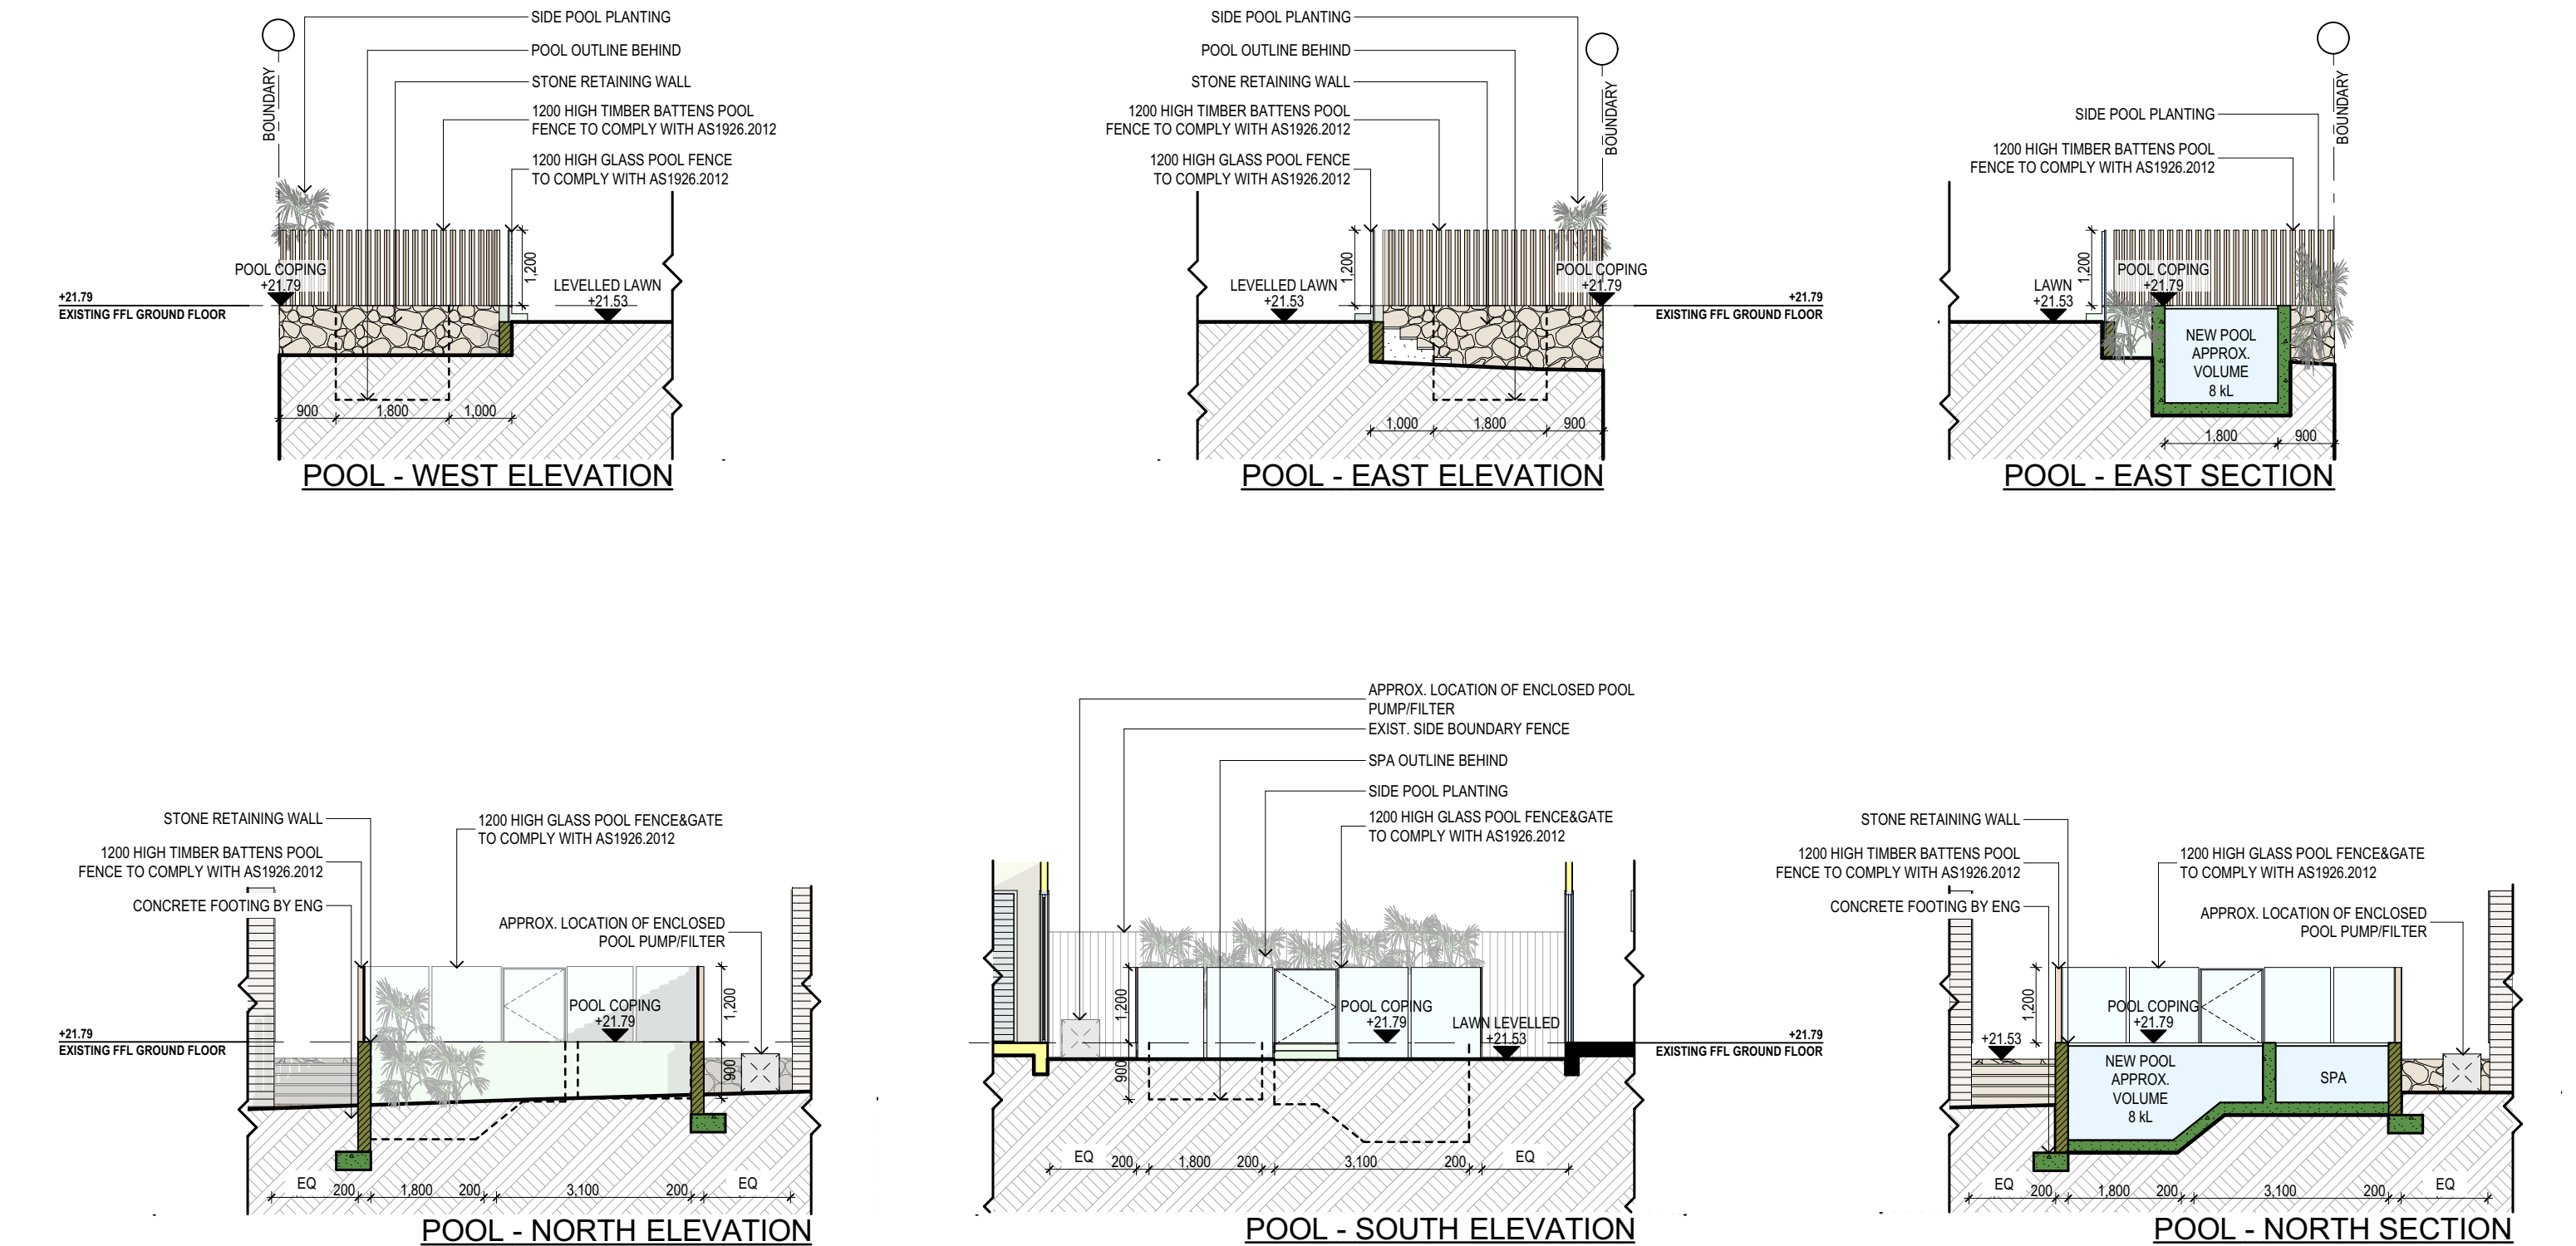 SIDE POOL PLANTING
POOL OUTLINE BEHIND
STONE RETAINING WALL
1200 HIGH TIMBER BATTENS POOL
FENCE TO COMPLY WITH AS1926.2012
1200 HIGH GLASS POOL FENCE
TO COMPLY WITH AS1926.2012
BOUNDARY
POOL COPING
+21.79
1,200
LEVELLED LAWN
+21.53
+21.79
EXISTING FFL GROUND FLOOR
900 1,800 1,000
POOL - WEST ELEVATION
SIDE POOL PLANTING
POOL OUTLINE BEHIND
STONE RETAINING WALL
1200 HIGH TIMBER BATTENS POOL
FENCE TO COMPLY WITH AS1926.2012
1200 HIGH GLASS POOL FENCE
TO COMPLY WITH AS1926.2012
BOUNDARY
1,200
POOL COPING
+21.79
LEVELLED LAWN
+21.53
+21.79
EXISTING FFL GROUND FLOOR
1,000 1,800 900
POOL - EAST ELEVATION
BOUNDARY
SIDE POOL PLANTING
1200 HIGH TIMBER BATTENS POOL
FENCE TO COMPLY WITH AS1926.2012
1,200
POOL COPING
+21.79
LAWN
+21.53
NEW POOL
APPROX.
VOLUME
8 kL
1,800 900
POOL - EAST SECTION
STONE RETAINING WALL
1200 HIGH TIMBER BATTENS POOL
FENCE TO COMPLY WITH AS1926.2012
CONCRETE FOOTING BY ENG
1200 HIGH GLASS POOL FENCE&GATE
TO COMPLY WITH AS1926.2012
APPROX. LOCATION OF ENCLOSED
POOL PUMP/FILTER
POOL COPING
+21.79
1,200
900
+21.79
EXISTING FFL GROUND FLOOR
EQ 200 1,800 200 3,100 200 EQ
POOL - NORTH ELEVATION
APPROX. LOCATION OF ENCLOSED POOL
PUMP/FILTER
EXIST. SIDE BOUNDARY FENCE
SPA OUTLINE BEHIND
SIDE POOL PLANTING
1200 HIGH GLASS POOL FENCE&GATE
TO COMPLY WITH AS1926.2012
1,200
900
POOL COPING
+21.79
LAWN LEVELLED
+21.53
+21.79
EXISTING FFL GROUND FLOOR
EQ 200 1,800 200 3,100 200 EQ
POOL - SOUTH ELEVATION
STONE RETAINING WALL
1200 HIGH TIMBER BATTENS POOL
FENCE TO COMPLY WITH AS1926.2012
CONCRETE FOOTING BY ENG
1200 HIGH GLASS POOL FENCE&GATE
TO COMPLY WITH AS1926.2012
APPROX. LOCATION OF ENCLOSED
POOL PUMP/FILTER
1,200
POOL COPING
+21.79
+21.53
NEW POOL
APPROX.
VOLUME
8 kL
SPA
EQ 200 1,800 200 3,100 200 EQ
POOL - NORTH SECTION